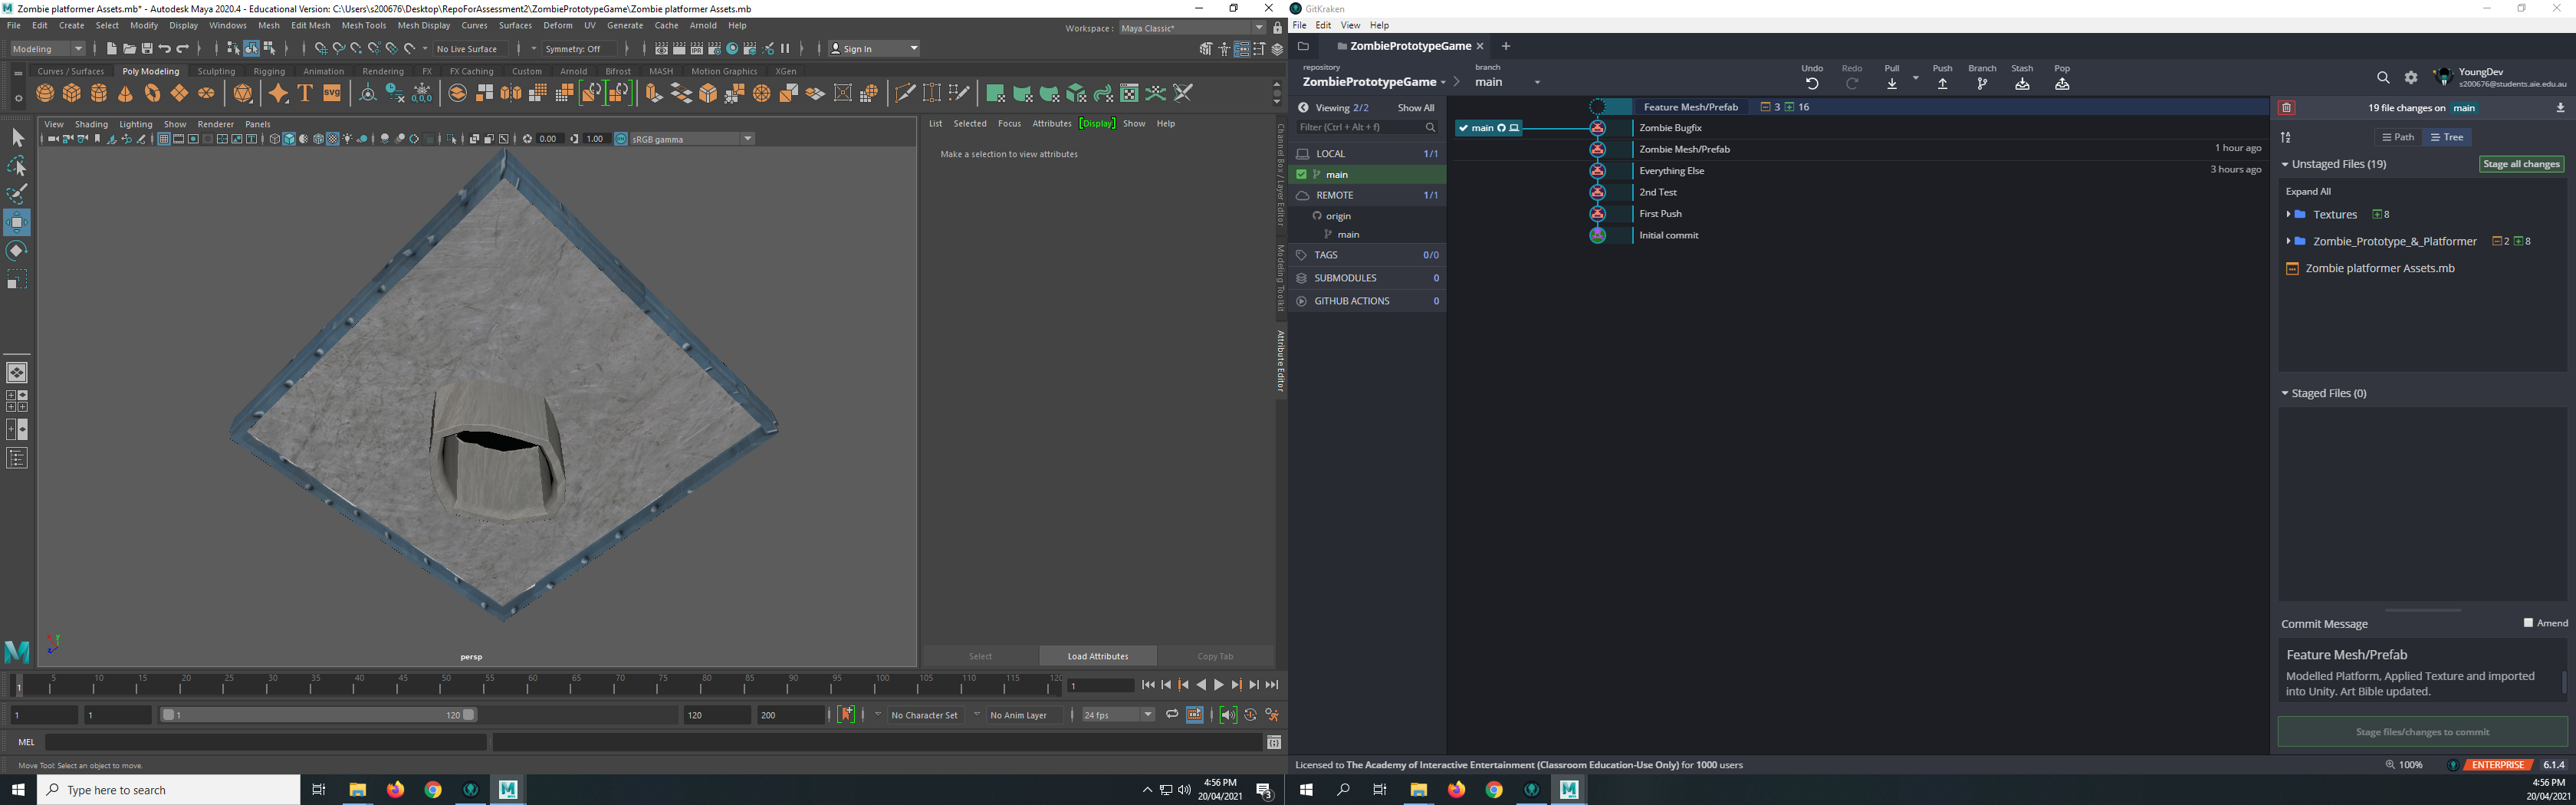 Zombie platformer Assets.mb* - Autodesk Maya 2020.4 - Educational Version: C:\Users\s200676\Desktop\RepoForAssessment2\ZombiePrototypeGame\Zombie platformer Assets.mb
File Edit Create Select Modify Display Windows Mesh Edit Mesh Mesh Tools Mesh Display Curves Surfaces Deform UV Generate Cache Arnold Help
Workspace : Maya Classic*
Modeling No Live Surface Symmetry: Off Sign In
Curves / Surfaces Poly Modeling Sculpting Rigging Animation Rendering FX FX Caching Custom Arnold Bifrost MASH Motion Graphics XGen
View Shading Lighting Show Renderer Panels
0.00 1.00 sRGB gamma
persp
List Selected Focus Attributes Display Show Help
Make a selection to view attributes
Select Load Attributes Copy Tab
Channel Box / Layer Editor
Modeling Toolkit
Attribute Editor
1 5 10 15 20 25 30 35 40 45 50 55 60 65 70 75 80 85 90 95 100 105 110 115 120 1
1 1 1 120 120 200 No Character Set No Anim Layer 24 fps
MEL
Move Tool: Select an object to move.
Type here to search
4:56 PM
20/04/2021
3
GitKraken
File Edit View Help
ZombiePrototypeGame
repository
ZombiePrototypeGame
branch
main
Undo Redo Pull Push Branch Stash Pop
YoungDev
s200676@students.aie.edu.au
Viewing 2/2 Show All
Filter (Ctrl + Alt + f)
LOCAL 1/1
main
REMOTE 1/1
origin
main
TAGS 0/0
SUBMODULES 0
GITHUB ACTIONS 0
Feature Mesh/Prefab 3 16
main Zombie Bugfix
Zombie Mesh/Prefab 1 hour ago
Everything Else 3 hours ago
2nd Test
First Push
Initial commit
19 file changes on main
Path Tree
Unstaged Files (19) Stage all changes
Expand All
Textures 8
Zombie_Prototype_&_Platformer 2 8
Zombie platformer Assets.mb
Staged Files (0)
Commit Message Amend
Feature Mesh/Prefab
Modelled Platform, Applied Texture and imported
into Unity. Art Bible updated.
Stage files/changes to commit
Licensed to The Academy of Interactive Entertainment (Classroom Education-Use Only) for 1000 users
100% ENTERPRISE 6.1.4
4:56 PM
20/04/2021